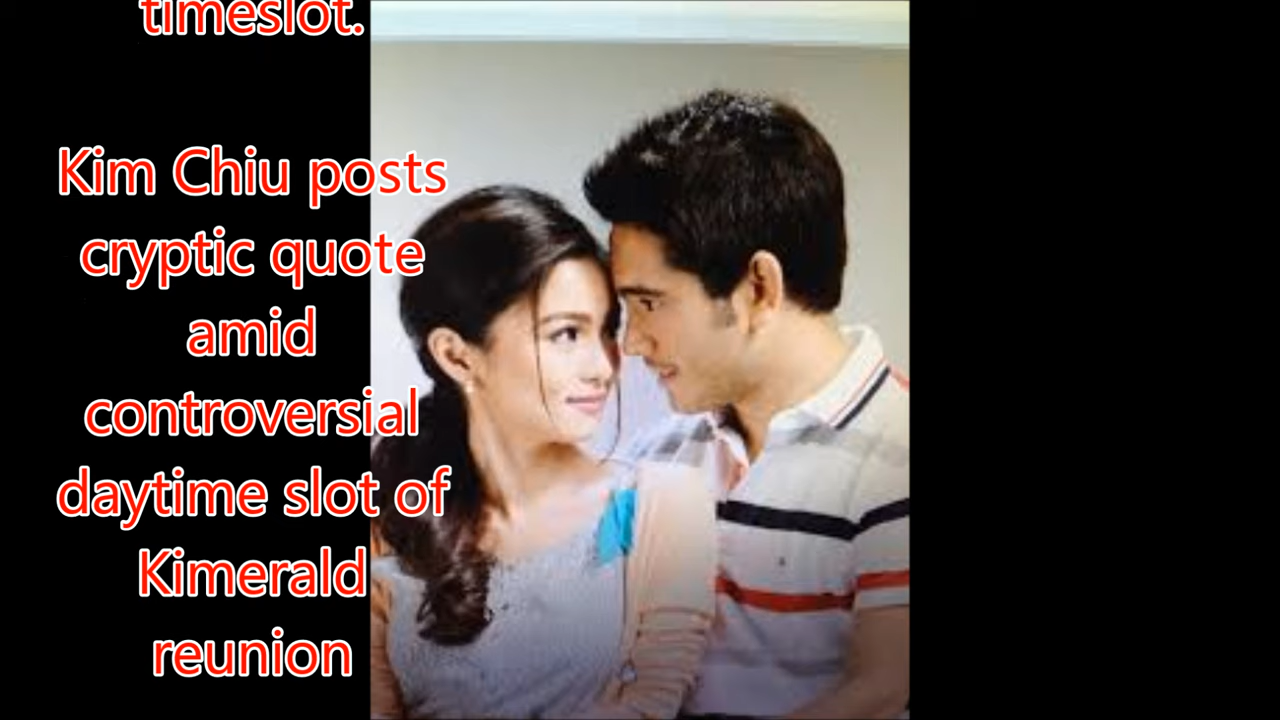 timeslot.
Kim Chiu posts
cryptic quote
amid
controversial
daytime slot of
Kimerald
reunion